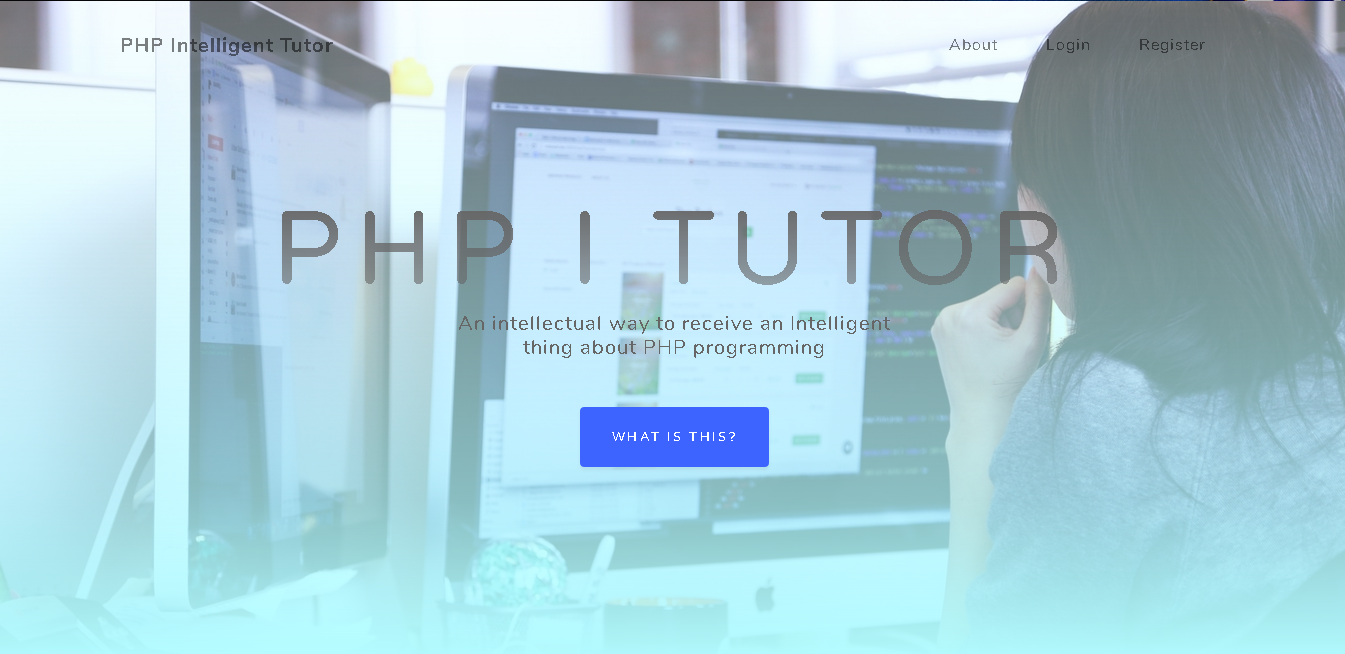 PHP Intelligent Tutor
About Login Register
PHP I TUTOR
An intellectual way to receive an Intelligent
thing about PHP programming
WHAT IS THIS?